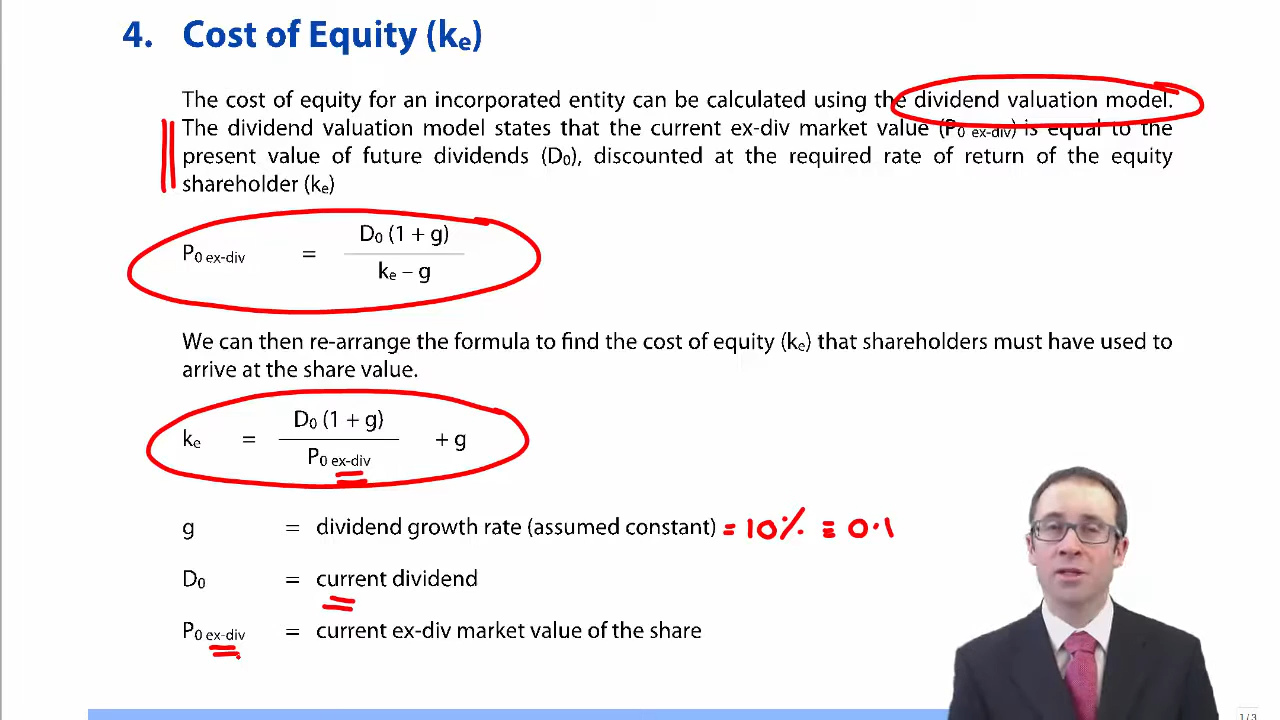 4. Cost of Equity (kₑ)
The cost of equity for an incorporated entity can be calculated using the dividend valuation model.
The dividend valuation model states that the current ex-div market value (P₀ ex-div) is equal to the
present value of future dividends (D₀), discounted at the required rate of return of the equity
shareholder (kₑ)
D₀ (1 + g)
P₀ ex-div =
kₑ – g
We can then re-arrange the formula to find the cost of equity (kₑ) that shareholders must have used to
arrive at the share value.
D₀ (1 + g)
kₑ = + g
P₀ ex-div
g = dividend growth rate (assumed constant) = 10% ≡ 0.1
D₀ = current dividend
P₀ ex-div = current ex-div market value of the share
1/3